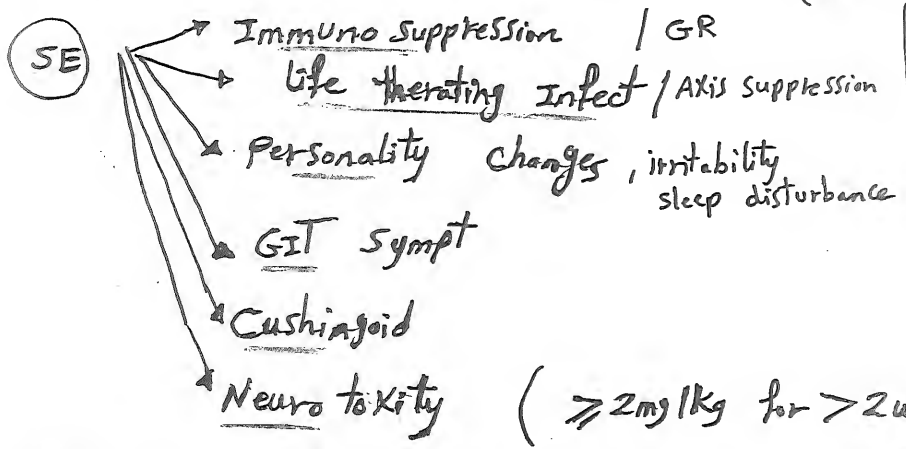 SE
Immuno suppression / GR
Life therating Infect / Axis suppression
Personality changes, irritability
sleep disturbance
GIT sympt
Cushingoid
Neuro toxity ( ≥2mg/kg for >2